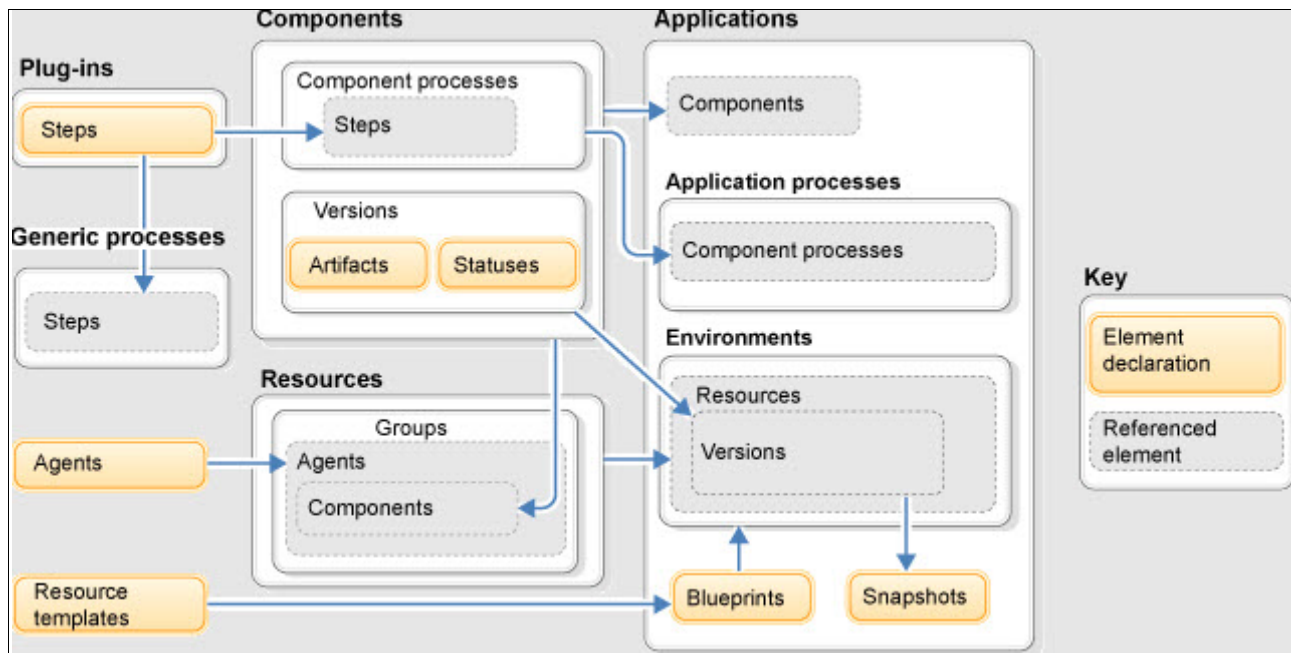 Components
Applications
Plug-ins
Steps
Component processes
Steps
Components
Application processes
Component processes
Versions
Artifacts
Statuses
Generic processes
Steps
Key
Element
declaration
Referenced
element
Environments
Resources
Versions
Resources
Groups
Agents
Components
Agents
Resource
templates
Blueprints
Snapshots